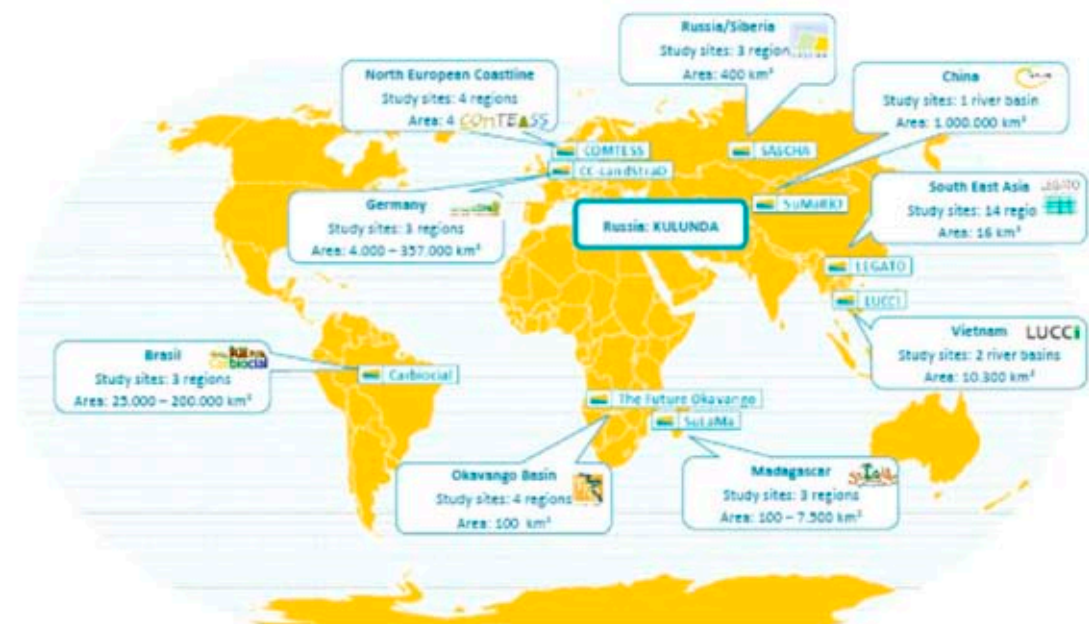 Russia/Siberia
Study sites: 3 region
Area: 400 km²
North European Coastline
Study sites: 4 regions
Area: 4
COMTESS
China
Study sites: 1 river basin
Area: 1.000.000 km²
COMTESS
CC-LandStraD
SASCHA
SuMaRiO
Germany
Study sites: 3 regions
Area: 4.000 – 357.000 km²
Russia: KULUNDA
South East Asia
LEGATO
Study sites: 14 regio
Area: 16 km²
LEGATO
LUCCi
Vietnam
LUCCi
Study sites: 2 river basins
Area: 10.300 km²
Brasil
carbiocial
Study sites: 3 regions
Area: 25.000 – 200.000 km²
Carbiocial
The Future Okavango
SuLaMa
Okavango Basin
Study sites: 4 regions
Area: 100 km²
Madagascar
Study sites: 3 regions
Area: 100 – 7.500 km²